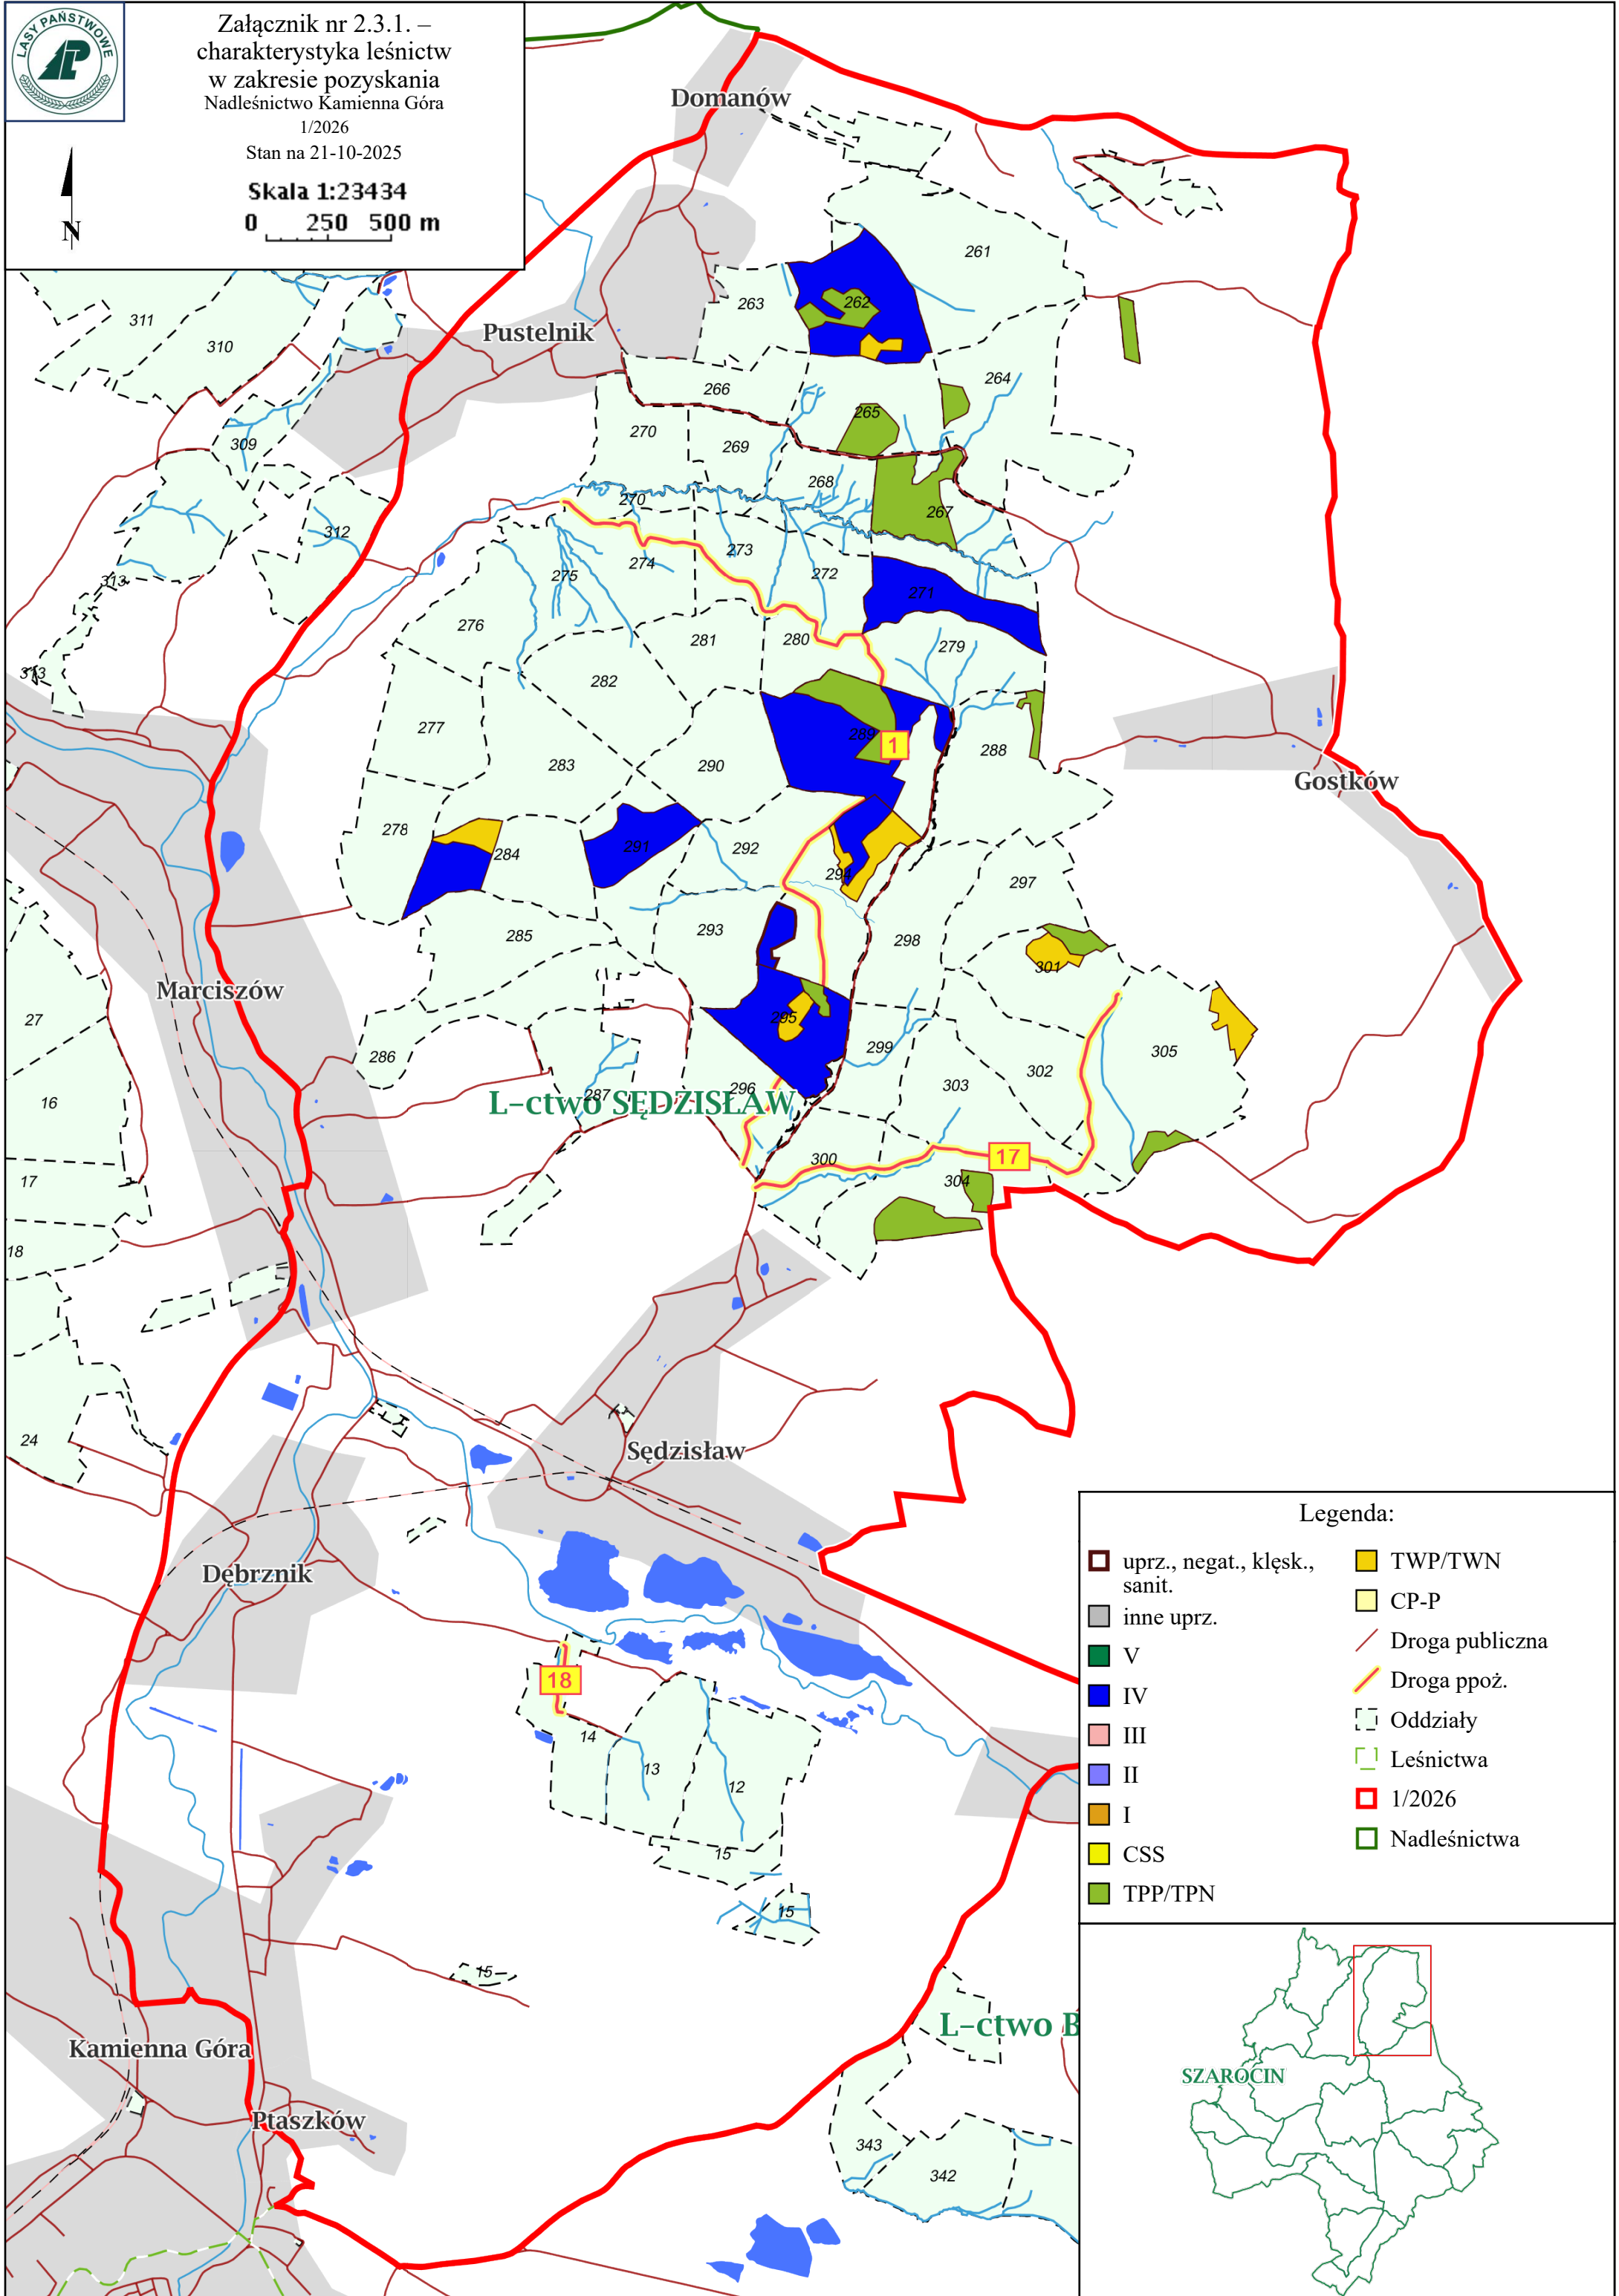 LASY PAŃSTWOWE
Załącznik nr 2.3.1. –
charakterystyka leśnictw
w zakresie pozyskania
Nadleśnictwo Kamienna Góra
1/2026
Stan na 21-10-2025
Skala 1:23434
0 250 500 m
N
Domanów
261
262
263
311
310
Pustelnik
264
266
265
270
269
309
268
270
267
312
273
274
272
275
313
271
276
281
280
279
313
282
277
289
1
288
283
290
Gostków
278
291
292
284
294
297
293
285
298
301
Marciszów
295
27
286
299
305
302
303
296
287
16
L-ctwo SĘDZISŁAW
17
300
17
304
18
24
Sędzisław
Dębrznik
18
14
13
12
15
15
15
Kamienna Góra
L-ctwo B
Ptaszków
343
342
Legenda:
uprz., negat., klęsk.,
sanit.
inne uprz.
V
IV
III
II
I
CSS
TPP/TPN
TWP/TWN
CP-P
Droga publiczna
Droga ppoż.
Oddziały
Leśnictwa
1/2026
Nadleśnictwa
SZAROCIN